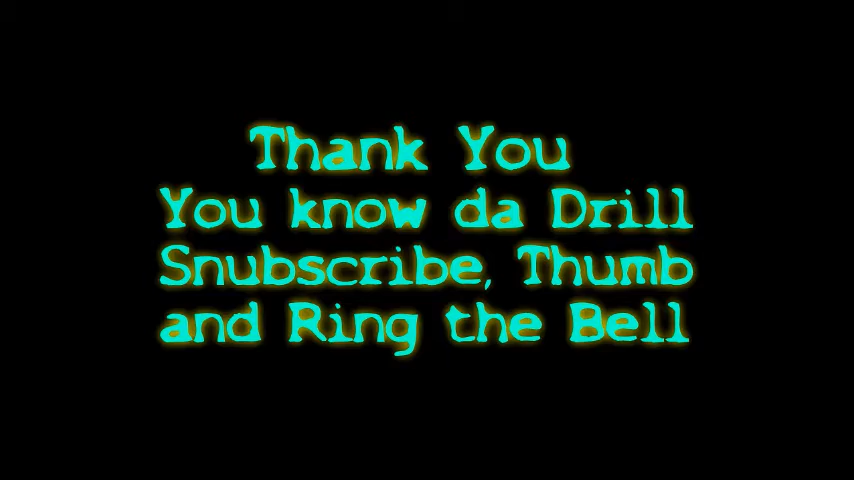 Thank You
You know da Drill
Snubscribe, Thumb
and Ring the Bell